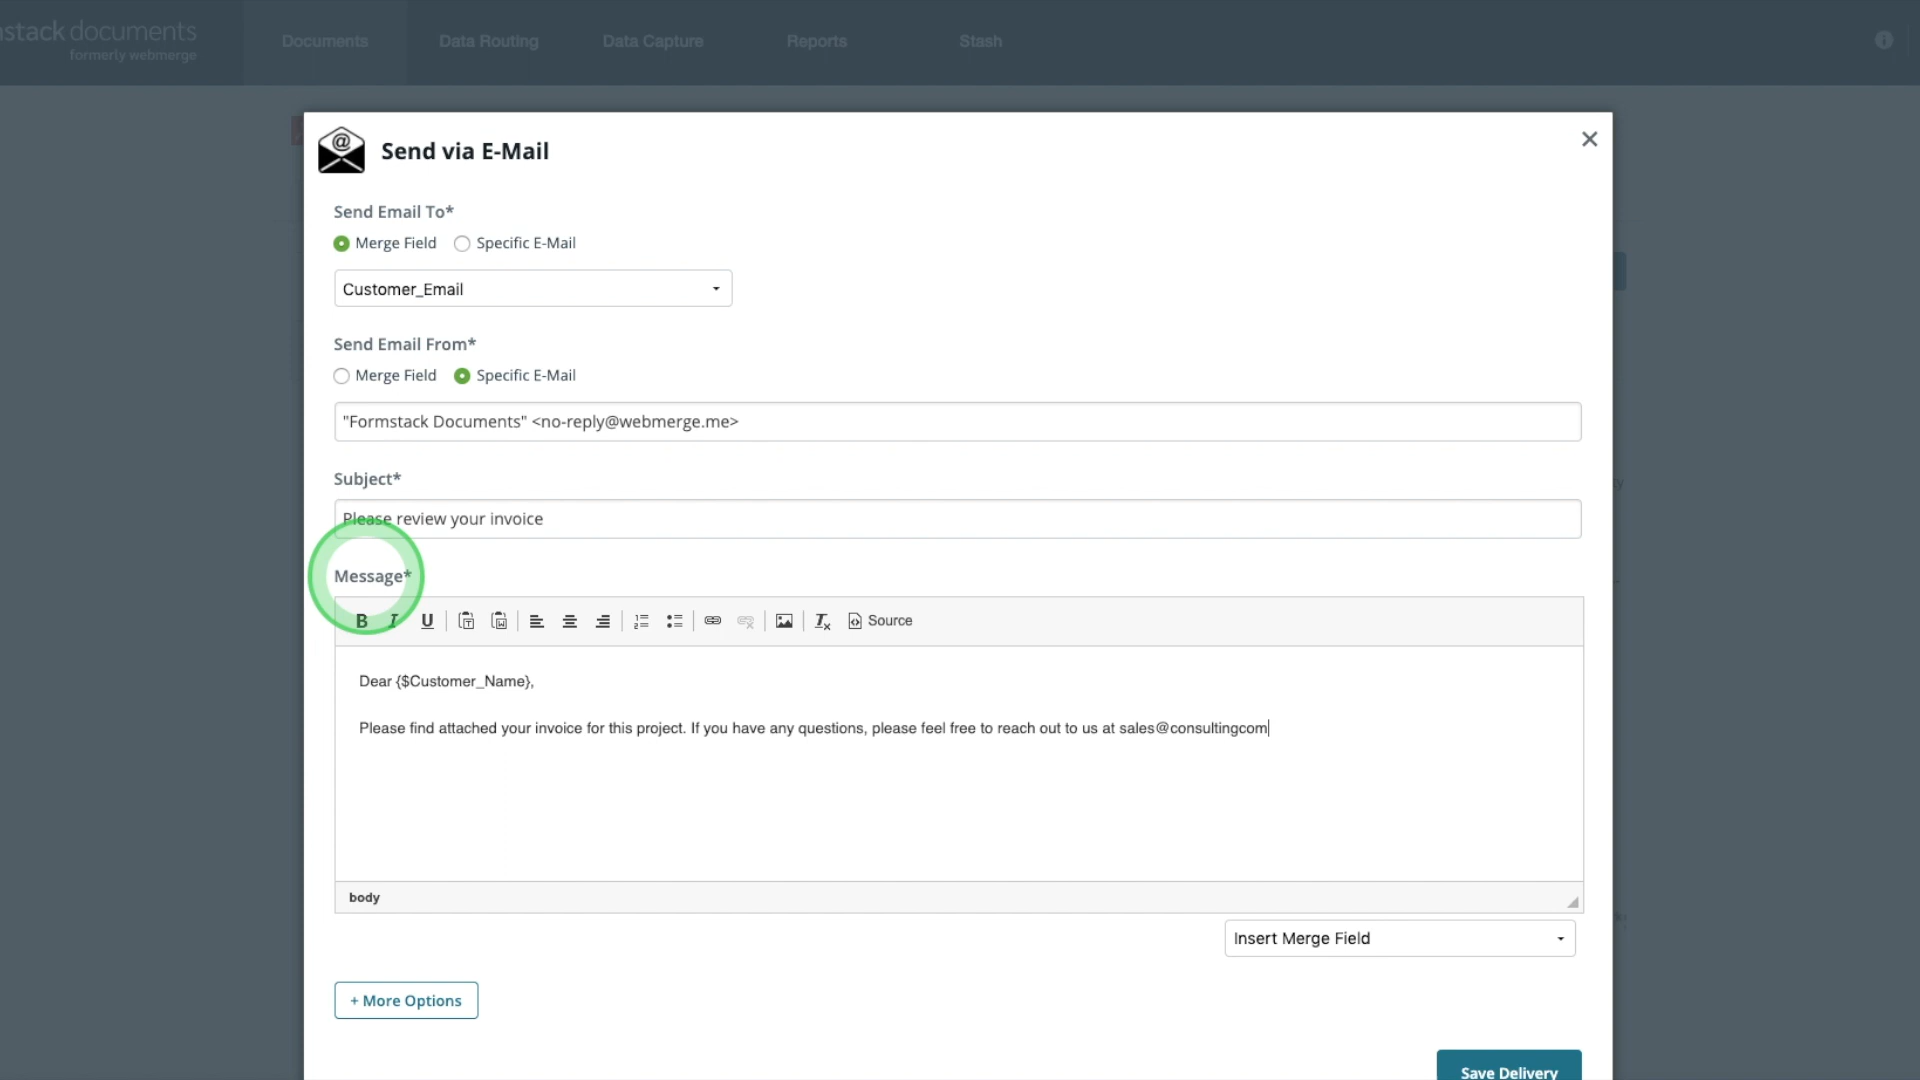 stack documents
formerly webmerge
Documents
Data Routing
Data Capture
Reports
Stash
Send via E-Mail
Send Email To*
Merge Field
Specific E-Mail
Customer_Email
Send Email From*
Merge Field
Specific E-Mail
"Formstack Documents" <no-reply@webmerge.me>
Subject*
Please review your invoice
Message*
B I U Source
Dear {$Customer_Name},
Please find attached your invoice for this project. If you have any questions, please feel free to reach out to us at sales@consultingcom
body
Insert Merge Field
+ More Options
Save Delivery